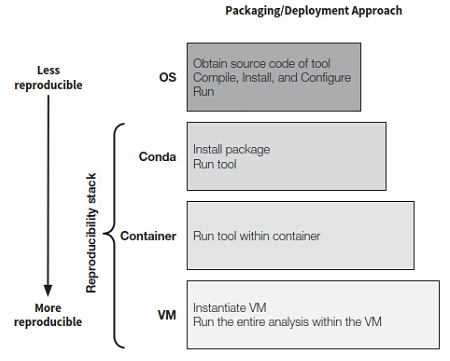 Packaging/Deployment Approach
Less
reproducible
OS
Obtain source code of tool
Compile, Install, and Configure
Run
Conda
Install package
Run tool
Reproducibility stack
Container
Run tool within container
More
reproducible
VM
Instantiate VM
Run the entire analysis within the VM